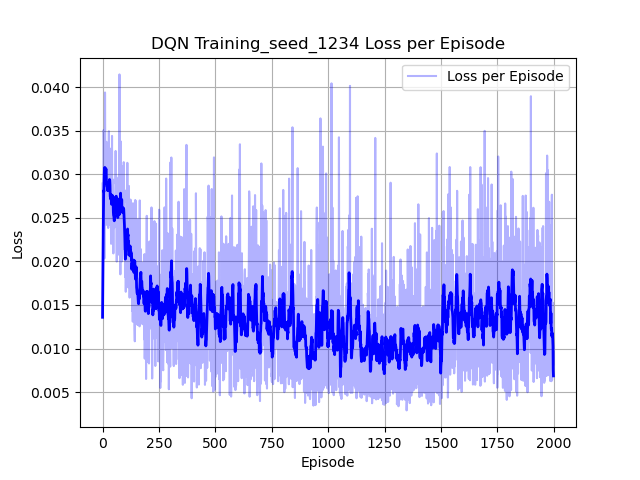 DQN Training_seed_1234 Loss per Episode
Loss per Episode
Loss
0.040
0.035
0.030
0.025
0.020
0.015
0.010
0.005
0 250 500 750 1000 1250 1500 1750 2000
Episode